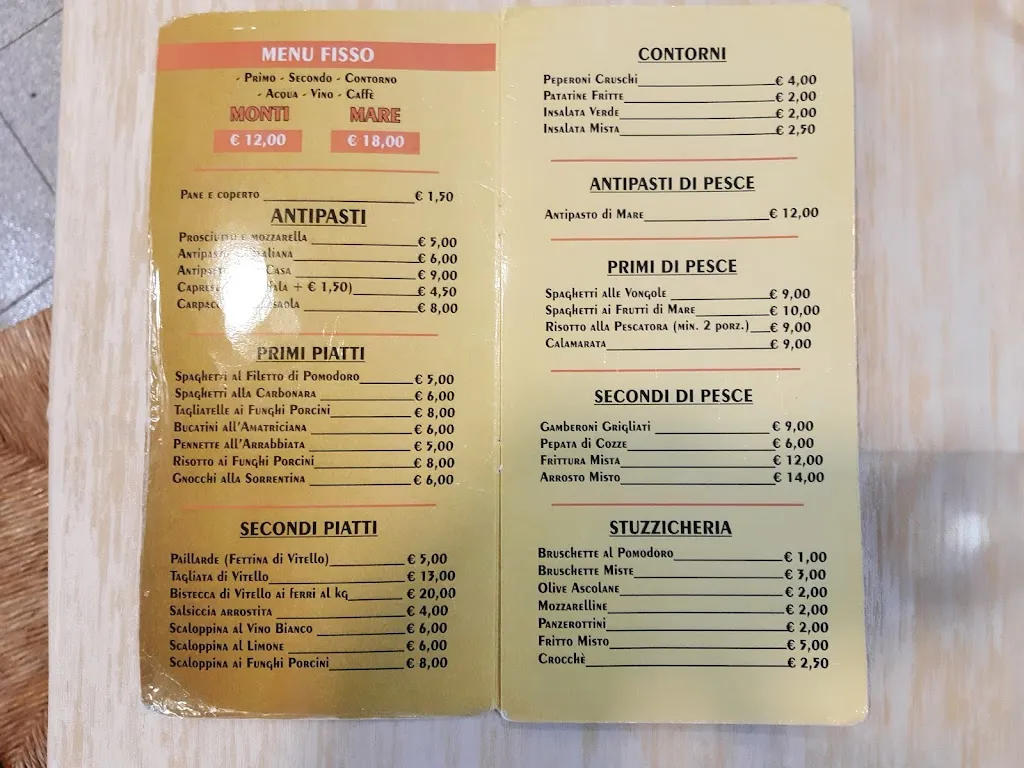 MENU FISSO
- Primo - Secondo - Contorno
- Acqua - Vino - Caffè
MONTI MARE
€ 12,00 € 18,00
Pane e coperto € 1,50
ANTIPASTI
Prosciutto e mozzarella € 5,00
Antipasto Italiana € 6,00
Antipasto Casa € 9,00
+ € 1,50) € 4,50
€ 8,00
PRIMI PIATTI
Spaghetti al Filetto di Pomodoro € 5,00
Spaghetti alla Carbonara € 6,00
Tagliatelle ai Funghi Porcini € 8,00
Bucatini all'Amatriciana € 6,00
Pennette all'Arrabbiata € 5,00
Risotto ai Funghi Porcini € 8,00
Gnocchi alla Sorrentina € 6,00
SECONDI PIATTI
Paillarde (Fettina di Vitello) € 5,00
Tagliata di Vitello € 13,00
Bistecca di Vitello ai ferri al kg € 20,00
Salsiccia arrostita € 4,00
Scaloppina al Vino Bianco € 6,00
Scaloppina al Limone € 6,00
Scaloppina ai Funghi Porcini € 8,00
CONTORNI
Peperoni Cruschi € 4,00
Patatine Fritte € 2,00
Insalata Verde € 2,00
Insalata Mista € 2,50
ANTIPASTI DI PESCE
Antipasto di Mare € 12,00
PRIMI DI PESCE
Spaghetti alle Vongole € 9,00
Spaghetti ai Frutti di Mare € 10,00
Risotto alla Pescatora (min. 2 porz.) € 9,00
Calamarata € 9,00
SECONDI DI PESCE
Gamberoni Grigliati € 9,00
Pepata di Cozze € 6,00
Frittura Mista € 12,00
Arrosto Misto € 14,00
STUZZICHERIA
Bruschette al Pomodoro € 1,00
Bruschette Miste € 3,00
Olive Ascolane € 2,00
Mozzarelline € 2,00
Panzerottini € 2,00
Fritto Misto € 5,00
Crocchè € 2,50